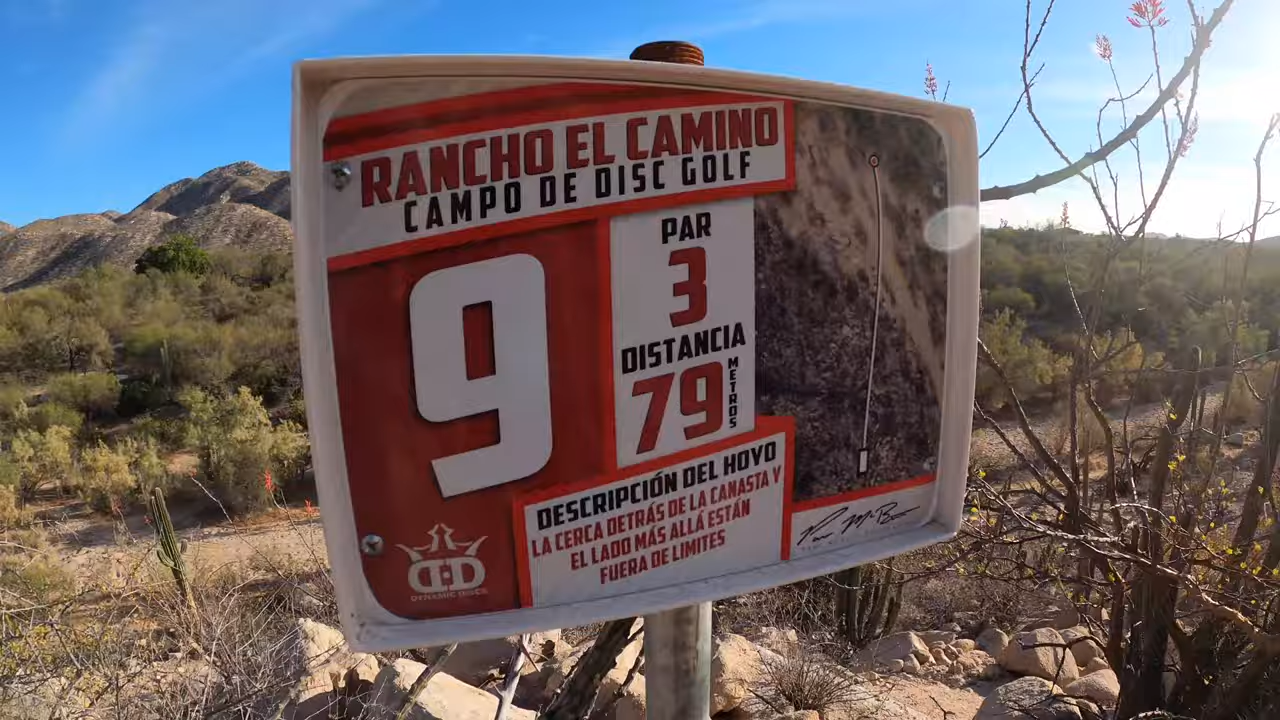 RANCHO EL CAMINO
CAMPO DE DISC GOLF
9
PAR
3
DISTANCIA
79
METROS
DESCRIPCIÓN DEL HOYO
LA CERCA DETRÁS DE LA CANASTA Y
EL LADO MÁS ALLÁ ESTÁN
FUERA DE LIMITES
DYNAMIC DISCS